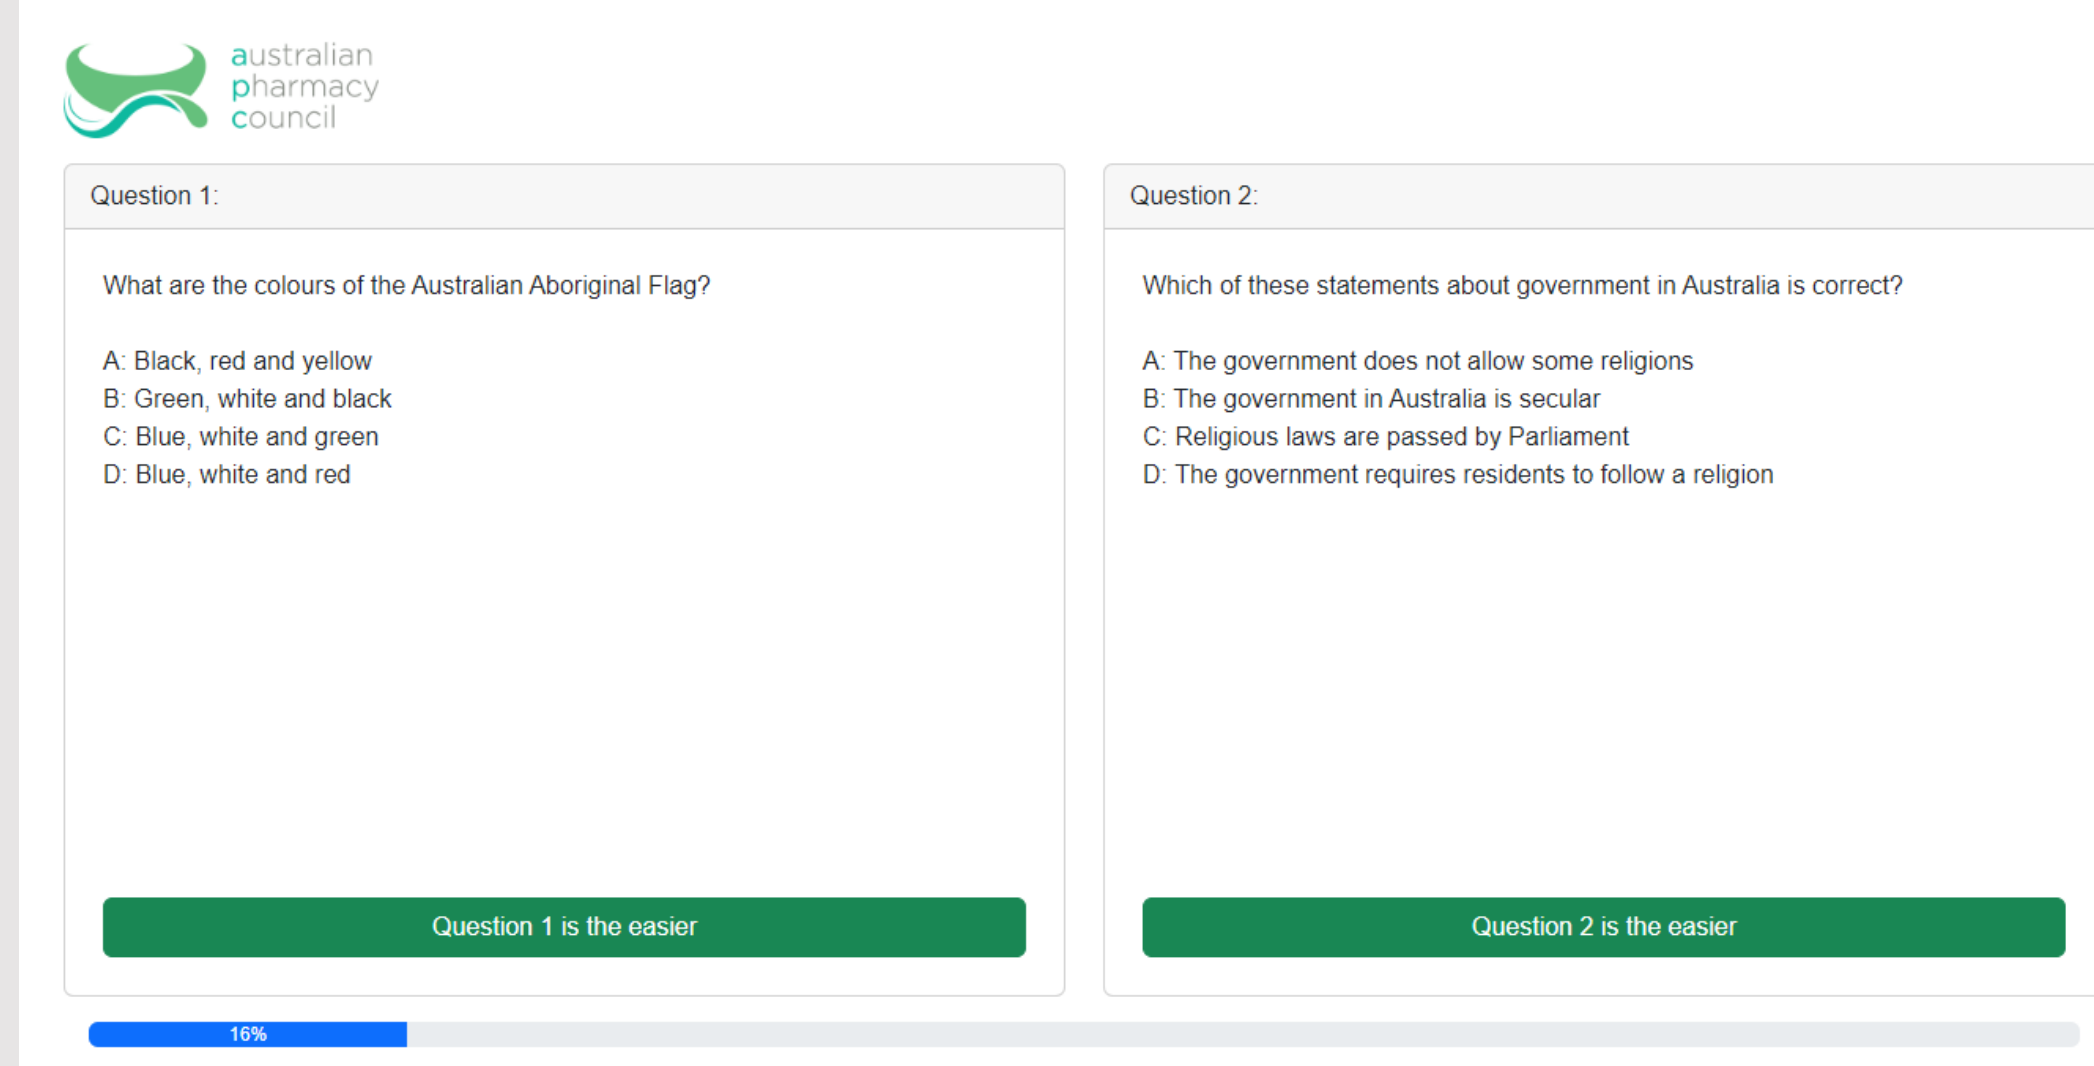 australian
pharmacy
council
Question 1:
What are the colours of the Australian Aboriginal Flag?
A: Black, red and yellow
B: Green, white and black
C: Blue, white and green
D: Blue, white and red
Question 1 is the easier
Question 2:
Which of these statements about government in Australia is correct?
A: The government does not allow some religions
B: The government in Australia is secular
C: Religious laws are passed by Parliament
D: The government requires residents to follow a religion
Question 2 is the easier
16%